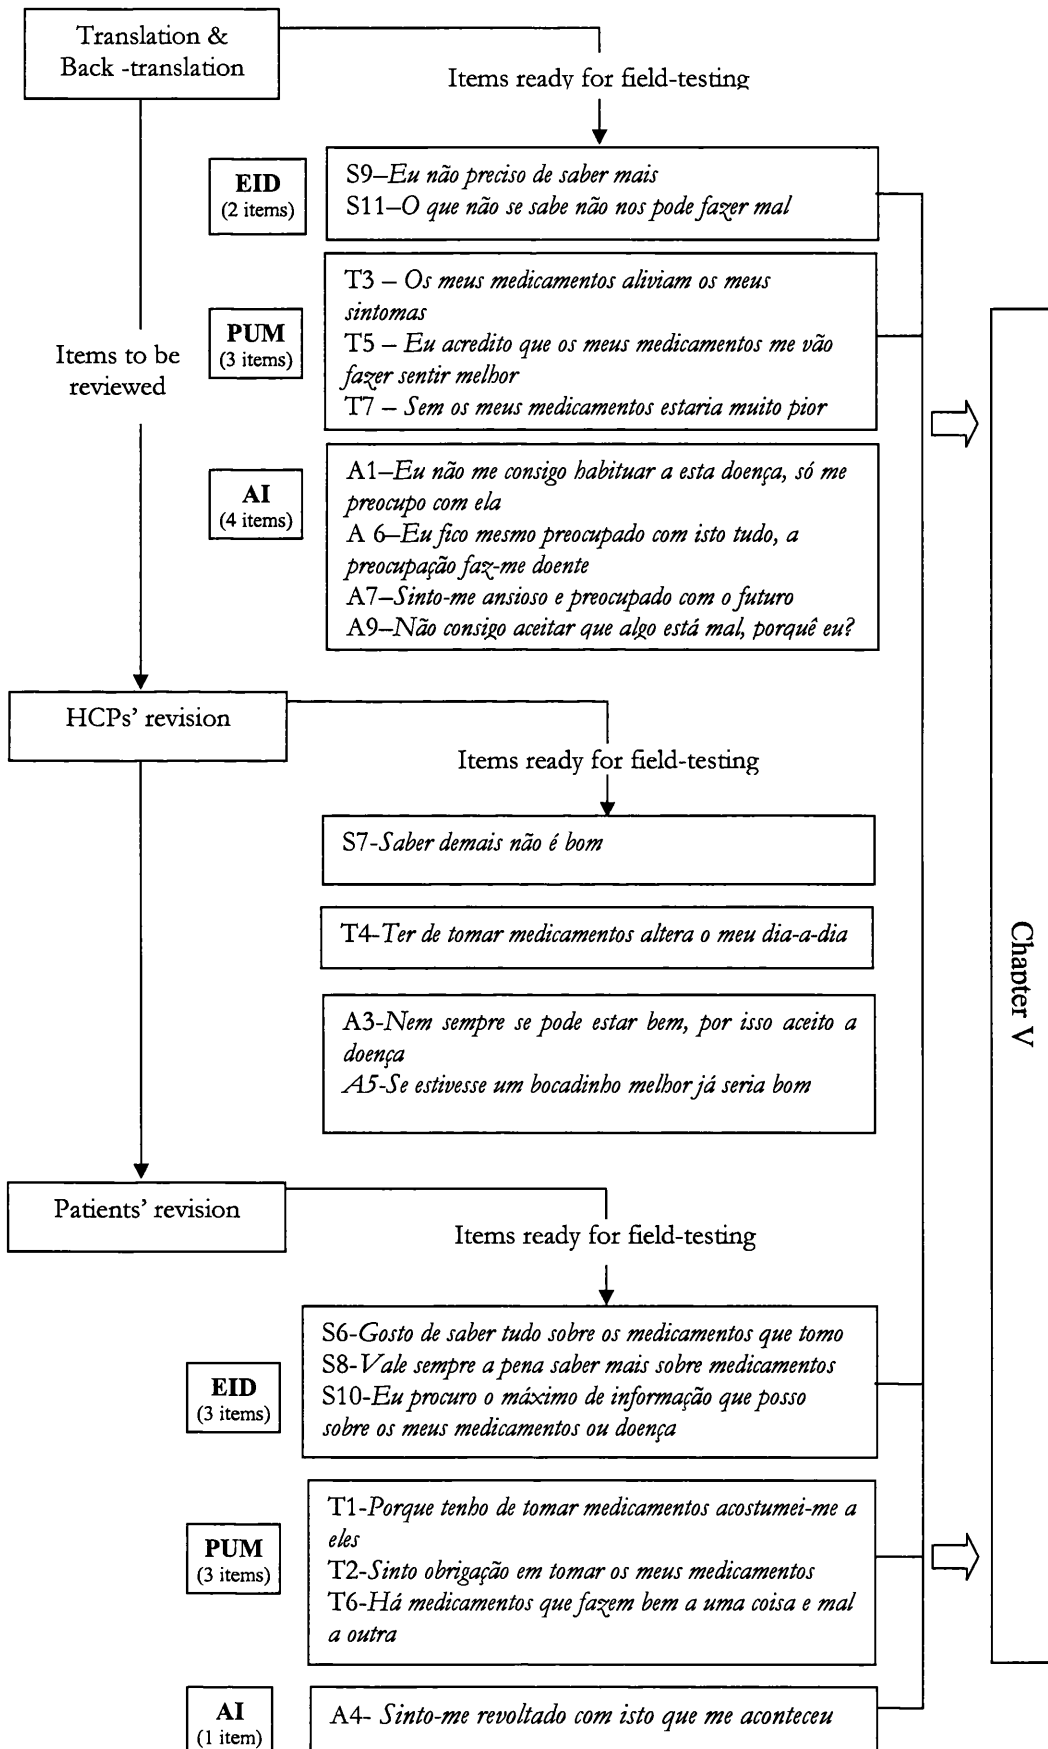 Translation &
Back -translation
Items ready for field-testing
EID
(2 items)
S9–Eu não preciso de saber mais
S11–O que não se sabe não nos pode fazer mal
Items to be
reviewed
PUM
(3 items)
T3 – Os meus medicamentos aliviam os meus
sintomas
T5 – Eu acredito que os meus medicamentos me vão
fazer sentir melhor
T7 – Sem os meus medicamentos estaria muito pior
AI
(4 items)
A1–Eu não me consigo habituar a esta doença, só me
preocupo com ela
A 6–Eu fico mesmo preocupado com isto tudo, a
preocupação faz-me doente
A7–Sinto-me ansioso e preocupado com o futuro
A9–Não consigo aceitar que algo está mal, porquê eu?
HCPs' revision
Items ready for field-testing
S7-Saber demais não é bom
T4-Ter de tomar medicamentos altera o meu dia-a-dia
A3-Nem sempre se pode estar bem, por isso aceito a
doença
A5-Se estivesse um bocadinho melhor já seria bom
Chapter V
Patients' revision
Items ready for field-testing
EID
(3 items)
S6-Gosto de saber tudo sobre os medicamentos que tomo
S8-Vale sempre a pena saber mais sobre medicamentos
S10-Eu procuro o máximo de informação que posso
sobre os meus medicamentos ou doença
PUM
(3 items)
T1-Porque tenho de tomar medicamentos acostumei-me a
eles
T2-Sinto obrigação em tomar os meus medicamentos
T6-Há medicamentos que fazem bem a uma coisa e mal
a outra
AI
(1 item)
A4- Sinto-me revoltado com isto que me aconteceu